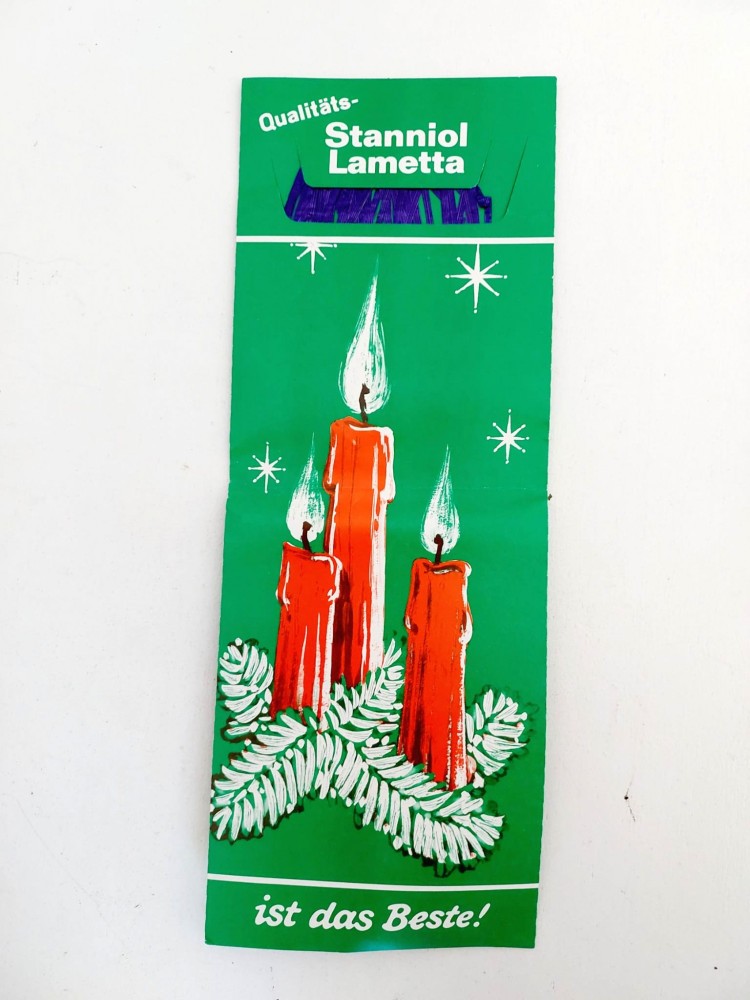 Qualitäts-
Stanniol
Lametta
ist das Beste!